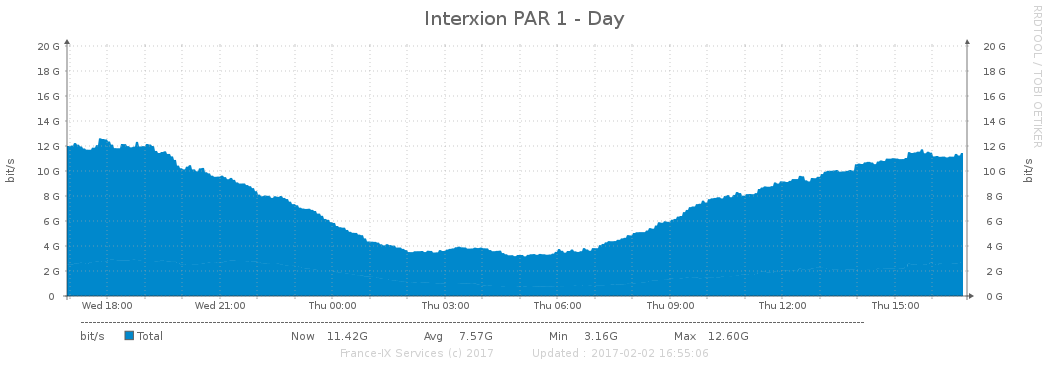 Interxion PAR 1 - Day
RRDTOOL / TOBI OETIKER
bit/s
20 G 20 G
18 G 18 G
16 G 16 G
14 G 14 G
12 G 12 G
10 G 10 G
8 G 8 G
6 G 6 G
4 G 4 G
2 G 2 G
0 0 G
bit/s
Wed 18:00 Wed 21:00 Thu 00:00 Thu 03:00 Thu 06:00 Thu 09:00 Thu 12:00 Thu 15:00
bit/s Total Now 11.42G Avg 7.57G Min 3.16G Max 12.60G
France-IX Services (c) 2017 Updated : 2017-02-02 16:55:06